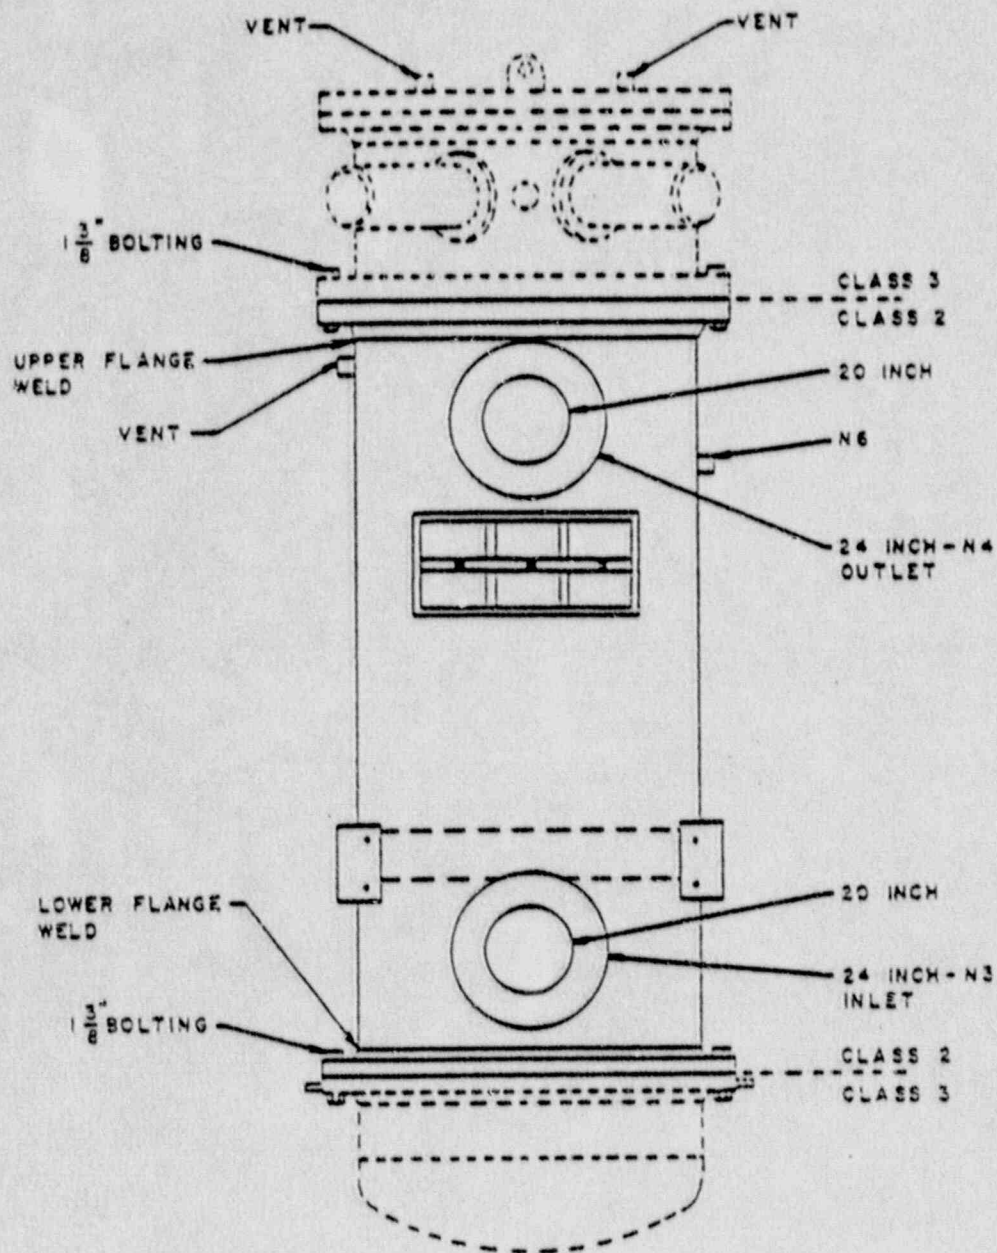 VENT
VENT
1 3/8" BOLTING
CLASS 3
CLASS 2
UPPER FLANGE
WELD
20 INCH
VENT
N6
24 INCH-N4
OUTLET
LOWER FLANGE
WELD
20 INCH
24 INCH-N3
INLET
1 3/8" BOLTING
CLASS 2
CLASS 3